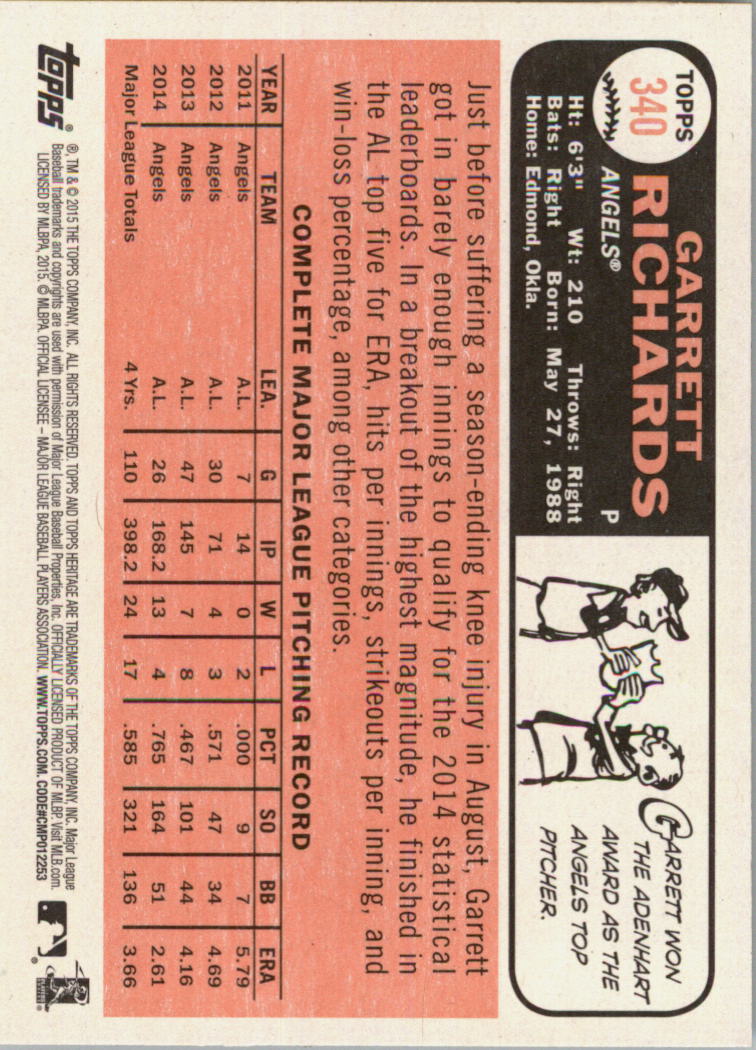 TOPPS
340
GARRETT
RICHARDS
ANGELS® P
Ht: 6'3" Wt: 210 Throws: Right
Bats: Right Born: May 27, 1988
Home: Edmond, Okla.
GARRETT WON
THE ADENHART
AWARD AS THE
ANGELS TOP
PITCHER.
Just before suffering a season-ending knee injury in August, Garrett
got in barely enough innings to qualify for the 2014 statistical
leaderboards. In a breakout of the highest magnitude, he finished in
the AL top five for ERA, hits per innings, strikeouts per inning, and
win-loss percentage, among other categories.
COMPLETE MAJOR LEAGUE PITCHING RECORD
YEAR TEAM LEA. G IP W L PCT SO BB ERA
2011 Angels A.L. 7 14 0 2 .000 9 7 5.79
2012 Angels A.L. 30 71 4 3 .571 47 34 4.69
2013 Angels A.L. 47 145 7 8 .467 101 44 4.16
2014 Angels A.L. 26 168.2 13 4 .765 164 51 2.61
Major League Totals 4 Yrs. 110 398.2 24 17 .585 321 136 3.66
topps®
®, TM & © 2015 THE TOPPS COMPANY, INC. ALL RIGHTS RESERVED. TOPPS AND TOPPS HERITAGE ARE TRADEMARKS OF THE TOPPS COMPANY, INC. Major League
Baseball trademarks and copyrights are used with permission of Major League Baseball Properties, Inc. OFFICIALLY LICENSED PRODUCT OF MLBP. Visit MLB.com.
LICENSED BY MLBPA, 2015. © MLBPA. OFFICIAL LICENSEE – MAJOR LEAGUE BASEBALL PLAYERS ASSOCIATION. WWW.TOPPS.COM. CODE#CMP012253